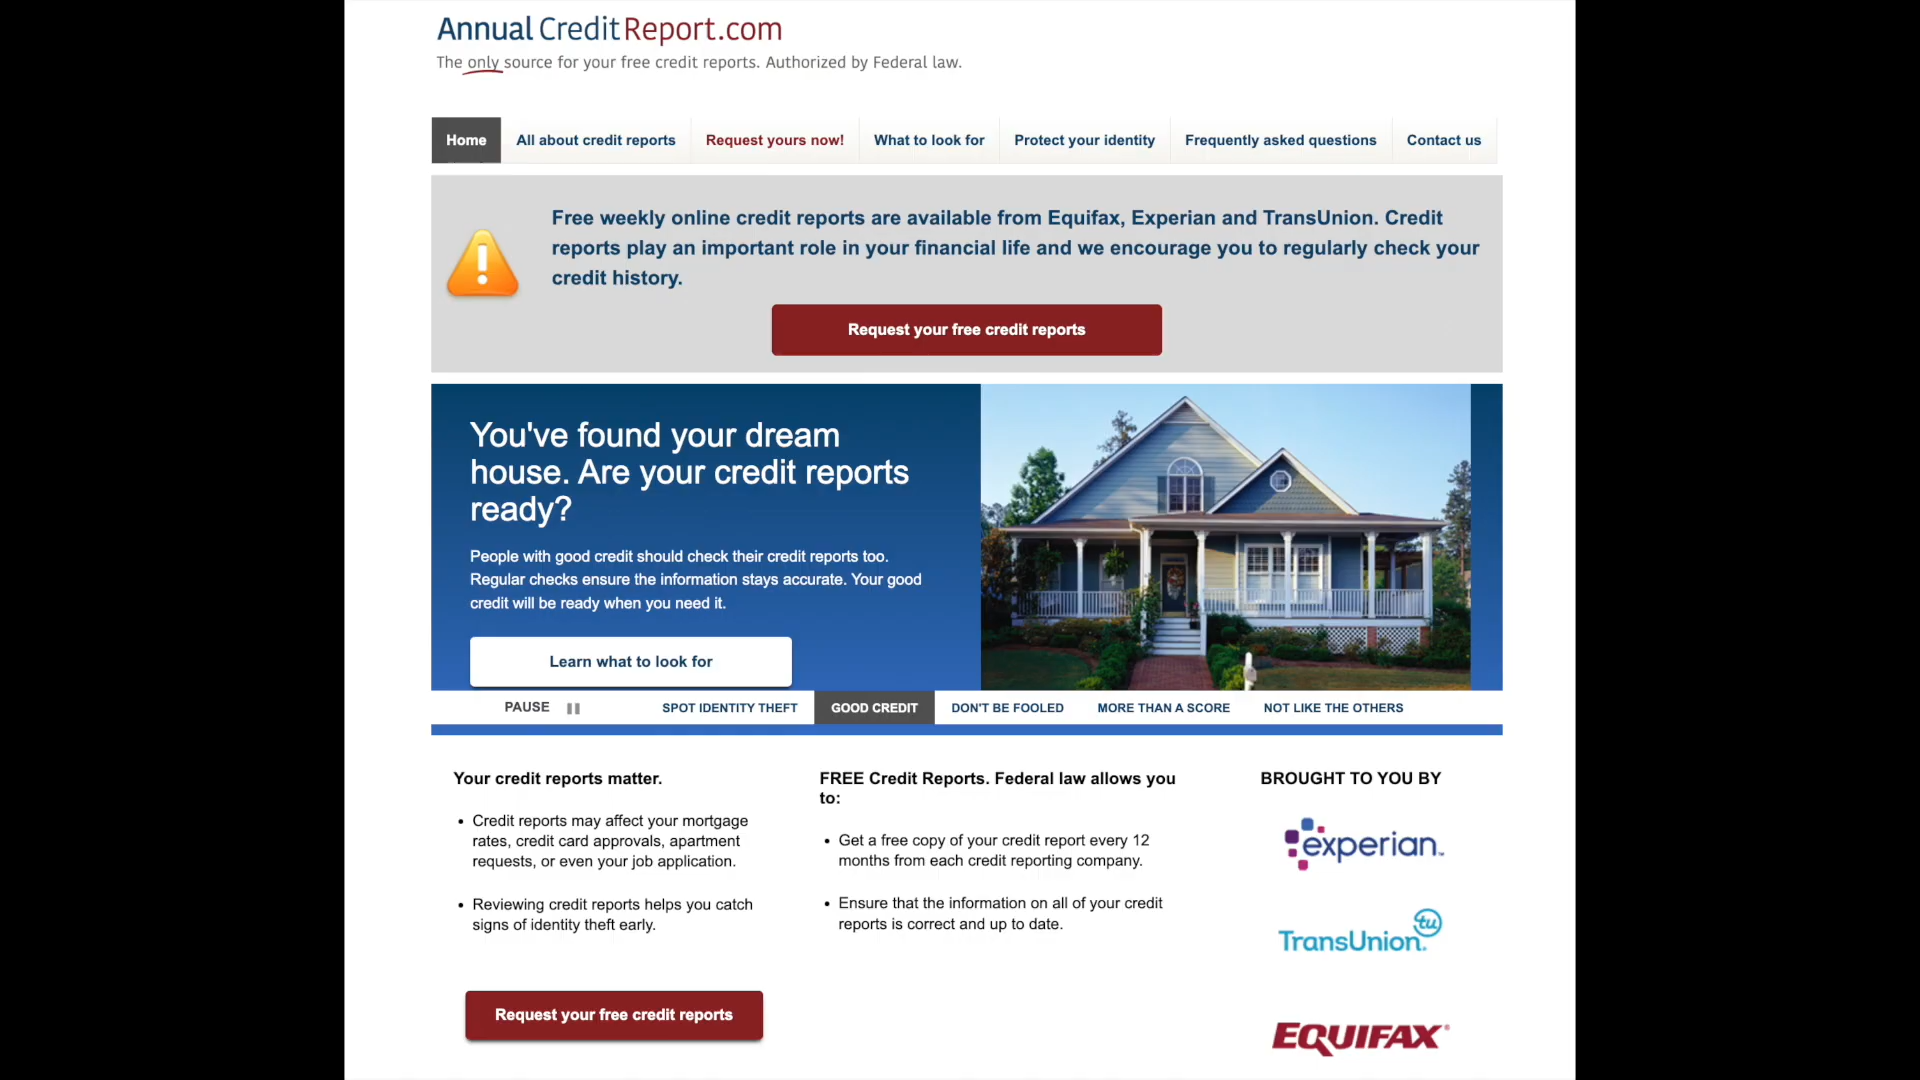 AnnualCreditReport.com
The only source for your free credit reports. Authorized by Federal law.
Home
All about credit reports
Request yours now!
What to look for
Protect your identity
Frequently asked questions
Contact us
Free weekly online credit reports are available from Equifax, Experian and TransUnion. Credit
reports play an important role in your financial life and we encourage you to regularly check your
credit history.
Request your free credit reports
You've found your dream
house. Are your credit reports
ready?
People with good credit should check their credit reports too.
Regular checks ensure the information stays accurate. Your good
credit will be ready when you need it.
Learn what to look for
PAUSE
SPOT IDENTITY THEFT
GOOD CREDIT
DON'T BE FOOLED
MORE THAN A SCORE
NOT LIKE THE OTHERS
Your credit reports matter.
• Credit reports may affect your mortgage
rates, credit card approvals, apartment
requests, or even your job application.
• Reviewing credit reports helps you catch
signs of identity theft early.
Request your free credit reports
FREE Credit Reports. Federal law allows you
to:
• Get a free copy of your credit report every 12
months from each credit reporting company.
• Ensure that the information on all of your credit
reports is correct and up to date.
BROUGHT TO YOU BY
experian™
TransUnion® tu
EQUIFAX®